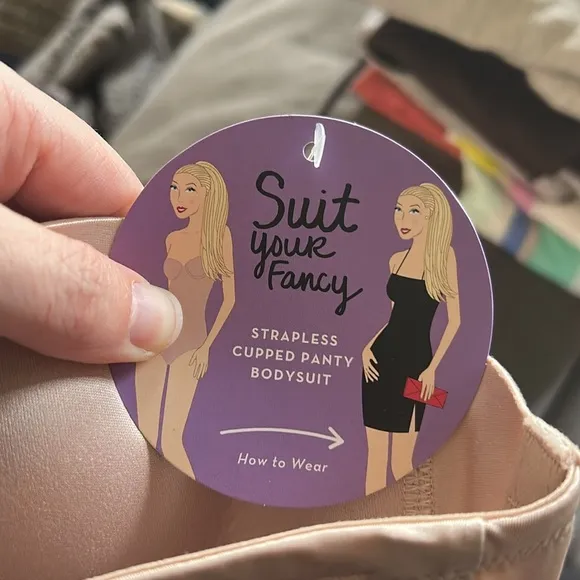 Suit
your
Fancy
STRAPLESS
CUPPED PANTY
BODYSUIT
How to Wear